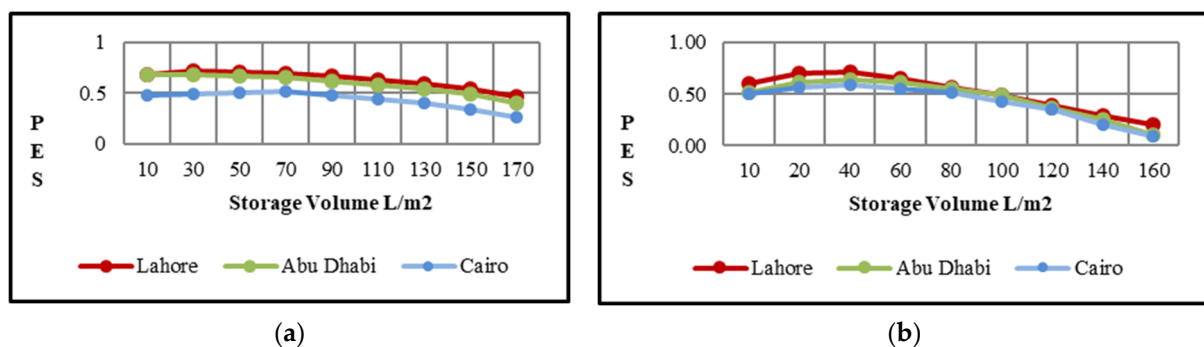 1
0.5
0
P
E
S
10 30 50 70 90 110 130 150 170
Storage Volume L/m2
Lahore Abu Dhabi Cairo
(a)
1.00
0.50
0.00
P
E
S
10 20 40 60 80 100 120 140 160
Storage Volume L/m2
Lahore Abu Dhabi Cairo
(b)